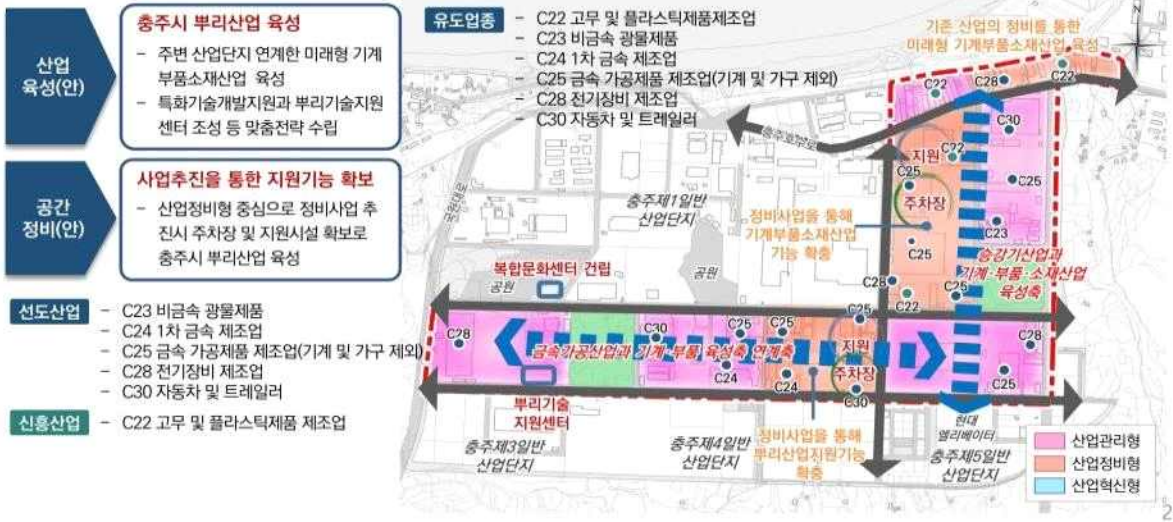 산업
육성(안)
충주시 뿌리산업 육성
- 주변 산업단지 연계한 미래형 기계
부품소재산업 육성
- 특화기술개발지원과 뿌리기술지원
센터 조성 등 맞춤전략 수립
공간
정비(안)
사업추진을 통한 지원기능 확보
- 산업정비형 중심으로 정비사업 추
진시 주차장 및 지원시설 확보로
충주시 뿌리산업 육성
선도산업
- C23 비금속 광물제품
- C24 1차 금속 제조업
- C25 금속 가공제품 제조업(기계 및 가구 제외)
- C28 전기장비 제조업
- C30 자동차 및 트레일러
신흥산업
- C22 고무 및 플라스틱제품 제조업
유도업종
- C22 고무 및 플라스틱제품제조업
- C23 비금속 광물제품
- C24 1차 금속 제조업
- C25 금속 가공제품 제조업(기계 및 가구 제외)
- C28 전기장비 제조업
- C30 자동차 및 트레일러
기존 산업의 정비를 통한
미래형 기계부품소재산업 육성
N
C22
C28
C22
C30
지원
C22
C25
주차장
C25
C23
C25
충주제1일반
산업단지
정비사업을 통해
기계부품소재산업
기능 확충
승강기산업과
기계·부품·소재산업
육성축
C28
C22
C25
복합문화센터 건립
공원
공원
C28
C30
C25
C25
C25
C28
금속가공산업과 기계·부품 육성축 연계축
지원
주차장
C24
C24
C30
C25
뿌리기술
지원센터
충주제3일반
산업단지
충주제4일반
산업단지
정비사업을 통해
뿌리산업지원기능
확충
현대
엘리베이터
충주제5일반
산업단지
산업관리형
산업정비형
산업혁신형
2